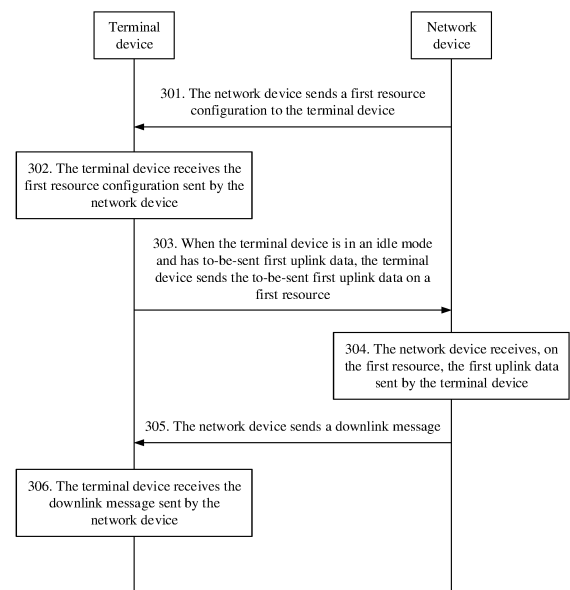 Terminal
device
Network
device
301. The network device sends a first resource
configuration to the terminal device
302. The terminal device receives the
first resource configuration sent by the
network device
303. When the terminal device is in an idle mode
and has to-be-sent first uplink data, the terminal
device sends the to-be-sent first uplink data on a
first resource
304. The network device receives, on
the first resource, the first uplink data
sent by the terminal device
305. The network device sends a downlink message
306. The terminal device receives the
downlink message sent by the
network device